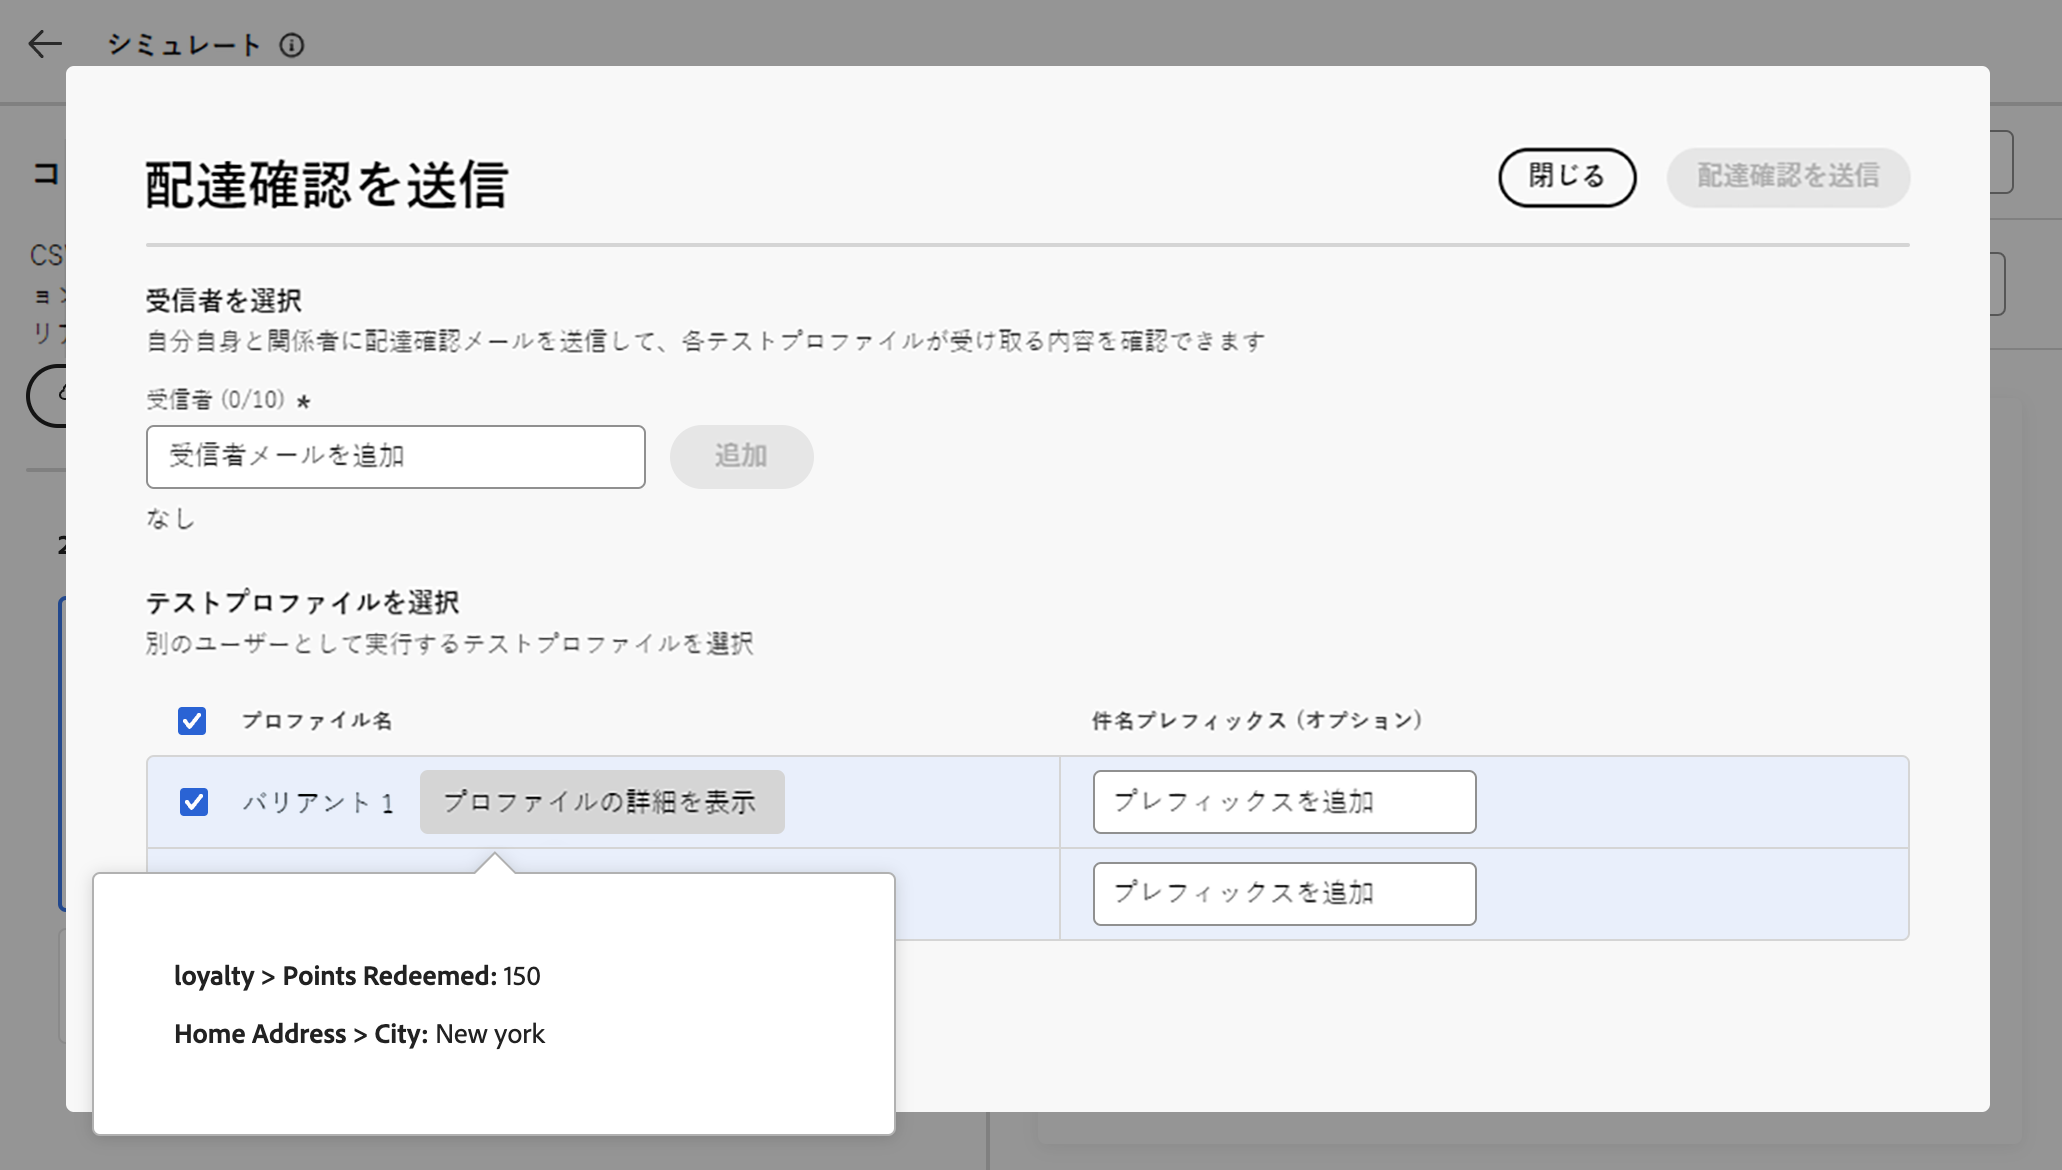 シミュレート
コ
CS
ョン
リア
配達確認を送信
閉じる
配達確認を送信
受信者を選択
自分自身と関係者に配達確認メールを送信して、各テストプロファイルが受け取る内容を確認できます
受信者 (0/10) *
受信者メールを追加
追加
なし
2
テストプロファイルを選択
別のユーザーとして実行するテストプロファイルを選択
プロファイル名
件名プレフィックス (オプション)
バリアント 1
プロファイルの詳細を表示
プレフィックスを追加
プレフィックスを追加
loyalty > Points Redeemed: 150
Home Address > City: New york